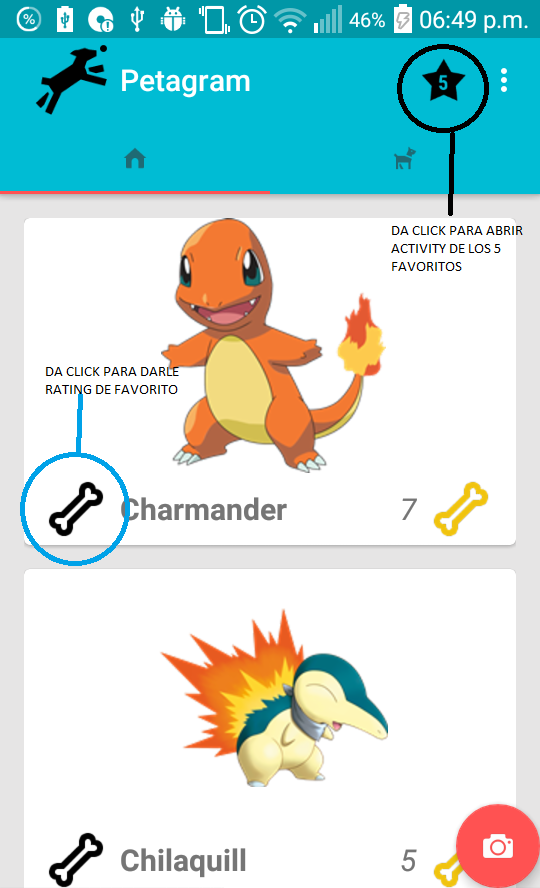 46% 06:49 p.m.
Petagram 5
DA CLICK PARA ABRIR
ACTIVITY DE LOS 5
FAVORITOS
DA CLICK PARA DARLE
RATING DE FAVORITO
Charmander 7
Chilaquill 5